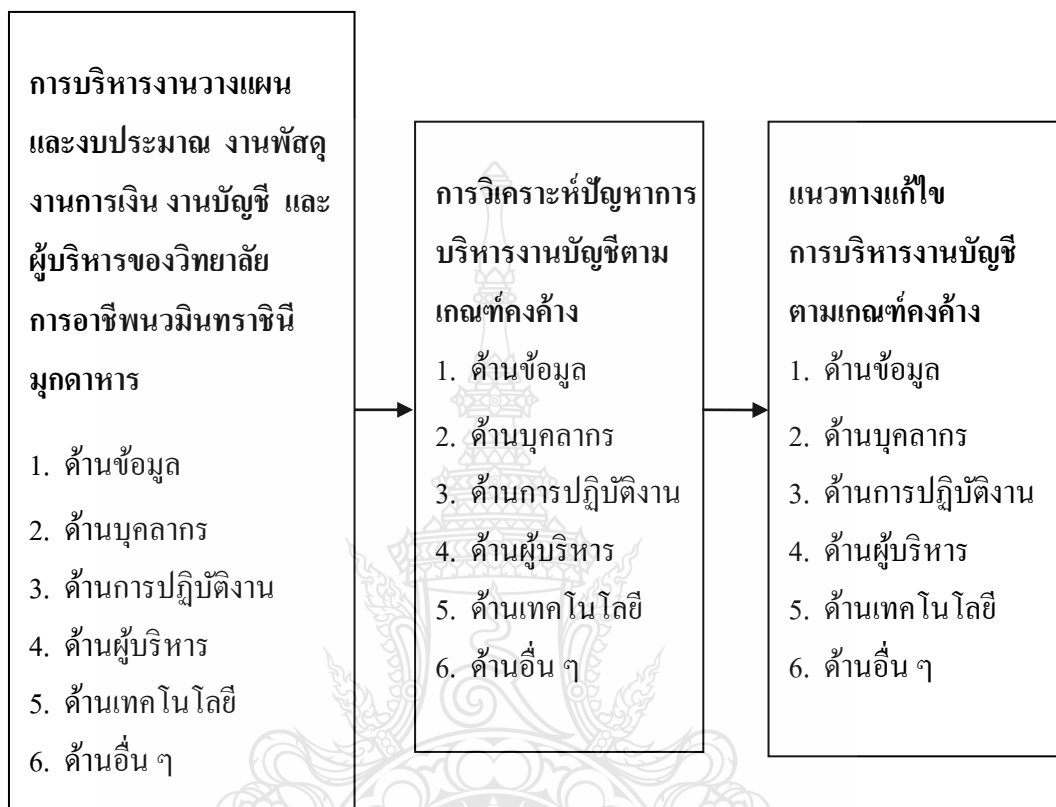 การบริหารงานวางแผน
และงบประมาณ งานพัสดุ
งานการเงิน งานบัญชี และ
ผู้บริหารของวิทยาลัย
การอาชีพนวมินทราชินี
มุกดาหาร
1. ด้านข้อมูล
2. ด้านบุคลากร
3. ด้านการปฏิบัติงาน
4. ด้านผู้บริหาร
5. ด้านเทคโนโลยี
6. ด้านอื่น ๆ
การวิเคราะห์ปัญหาการ
บริหารงานบัญชีตาม
เกณฑ์คงค้าง
1. ด้านข้อมูล
2. ด้านบุคลากร
3. ด้านการปฏิบัติงาน
4. ด้านผู้บริหาร
5. ด้านเทคโนโลยี
6. ด้านอื่น ๆ
แนวทางแก้ไข
การบริหารงานบัญชี
ตามเกณฑ์คงค้าง
1. ด้านข้อมูล
2. ด้านบุคลากร
3. ด้านการปฏิบัติงาน
4. ด้านผู้บริหาร
5. ด้านเทคโนโลยี
6. ด้านอื่น ๆ